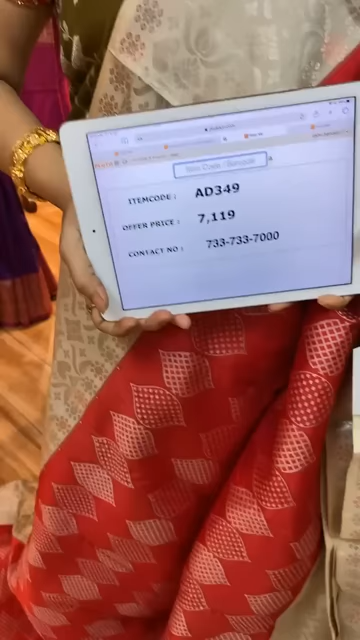 ITEMCODE : AD349
OFFER PRICE : 7,119
CONTACT NO : 733-733-7000